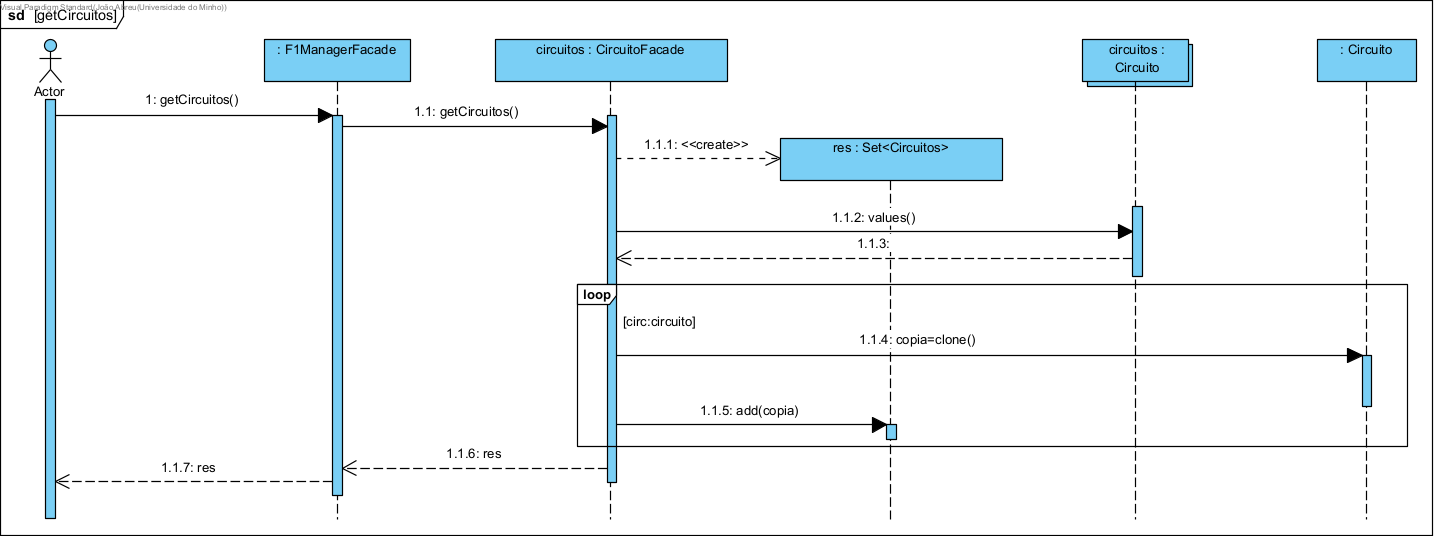 Visual Paradigm Standard(João Abreu(Universidade do Minho))
sd [getCircuitos]
Actor
: F1ManagerFacade
circuitos : CircuitoFacade
circuitos :
Circuito
: Circuito
1: getCircuitos()
1.1: getCircuitos()
1.1.1: <<create>>
res : Set<Circuitos>
1.1.2: values()
1.1.3:
loop
[circ:circuito]
1.1.4: copia=clone()
1.1.5: add(copia)
1.1.6: res
1.1.7: res